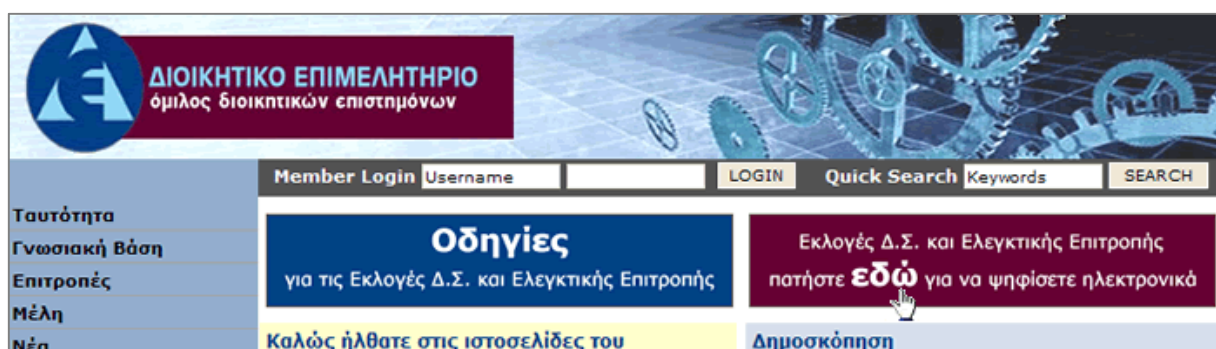 ΔΙΟΙΚΗΤΙΚΟ ΕΠΙΜΕΛΗΤΗΡΙΟ
όμιλος διοικητικών επιστημόνων
Member Login Username LOGIN Quick Search Keywords SEARCH
Ταυτότητα
Γνωσιακή Βάση
Επιτροπές
Μέλη
Νέα
Οδηγίες
για τις Εκλογές Δ.Σ. και Ελεγκτικής Επιτροπής
Εκλογές Δ.Σ. και Ελεγκτικής Επιτροπής
πατήστε εδώ για να ψηφίσετε ηλεκτρονικά
Καλώς ήλθατε στις ιστοσελίδες του
Δημοσκόπηση